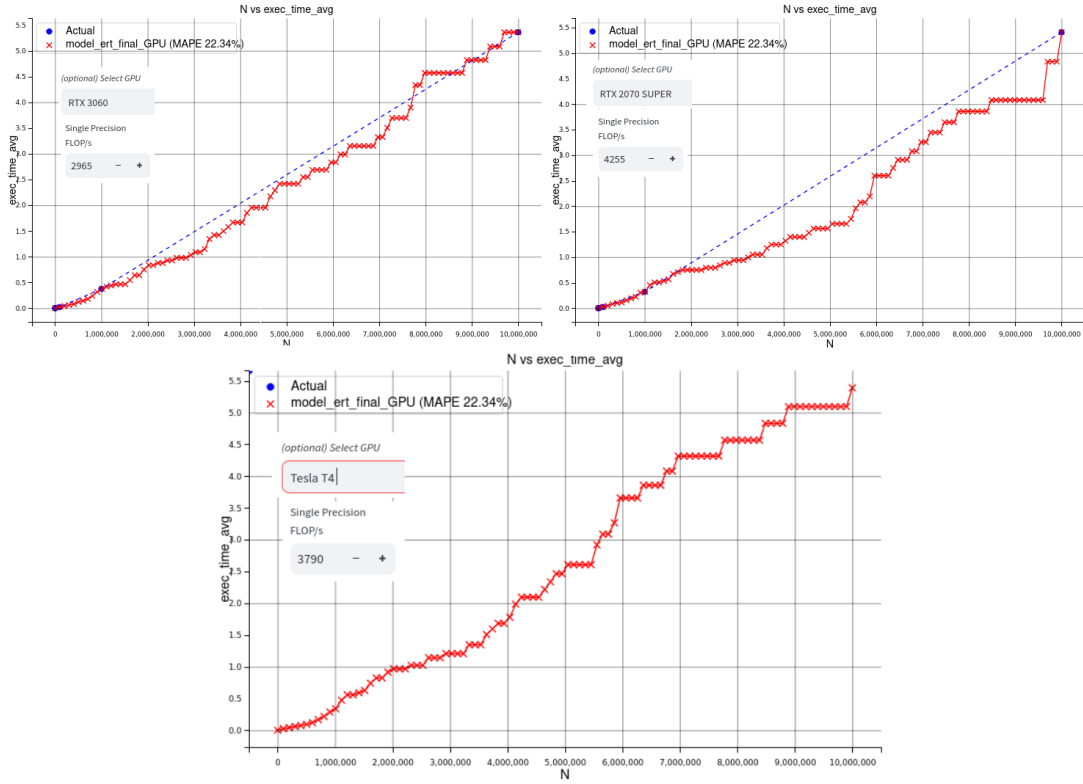 N vs exec_time_avg
5.5
Actual
model_ert_final_GPU (MAPE 22.34%)
5.0
(optional) Select GPU
4.5
RTX 3060
4.0
Single Precision
3.5
FLOP/s
3.0
exec_time_avg
2965 − +
2.5
2.0
1.5
1.0
0.5
0.0
0 1,000,000 2,000,000 3,000,000 4,000,000 5,000,000 6,000,000 7,000,000 8,000,000 9,000,000 10,000,000
N
N vs exec_time_avg
5.5
Actual
model_ert_final_GPU (MAPE 22.34%)
5.0
(optional) Select GPU
4.5
RTX 2070 SUPER
4.0
Single Precision
3.5
FLOP/s
3.0
exec_time_avg
4255 − +
2.5
2.0
1.5
1.0
0.5
0.0
0 1,000,000 2,000,000 3,000,000 4,000,000 5,000,000 6,000,000 7,000,000 8,000,000 9,000,000 10,000,000
N
N vs exec_time_avg
5.5
Actual
model_ert_final_GPU (MAPE 22.34%)
5.0
(optional) Select GPU
4.5
4.0
Tesla T4
3.5
Single Precision
FLOP/s
3.0
exec_time_avg
3790 − +
2.5
2.0
1.5
1.0
0.5
0.0
0 1,000,000 2,000,000 3,000,000 4,000,000 5,000,000 6,000,000 7,000,000 8,000,000 9,000,000 10,000,000
N